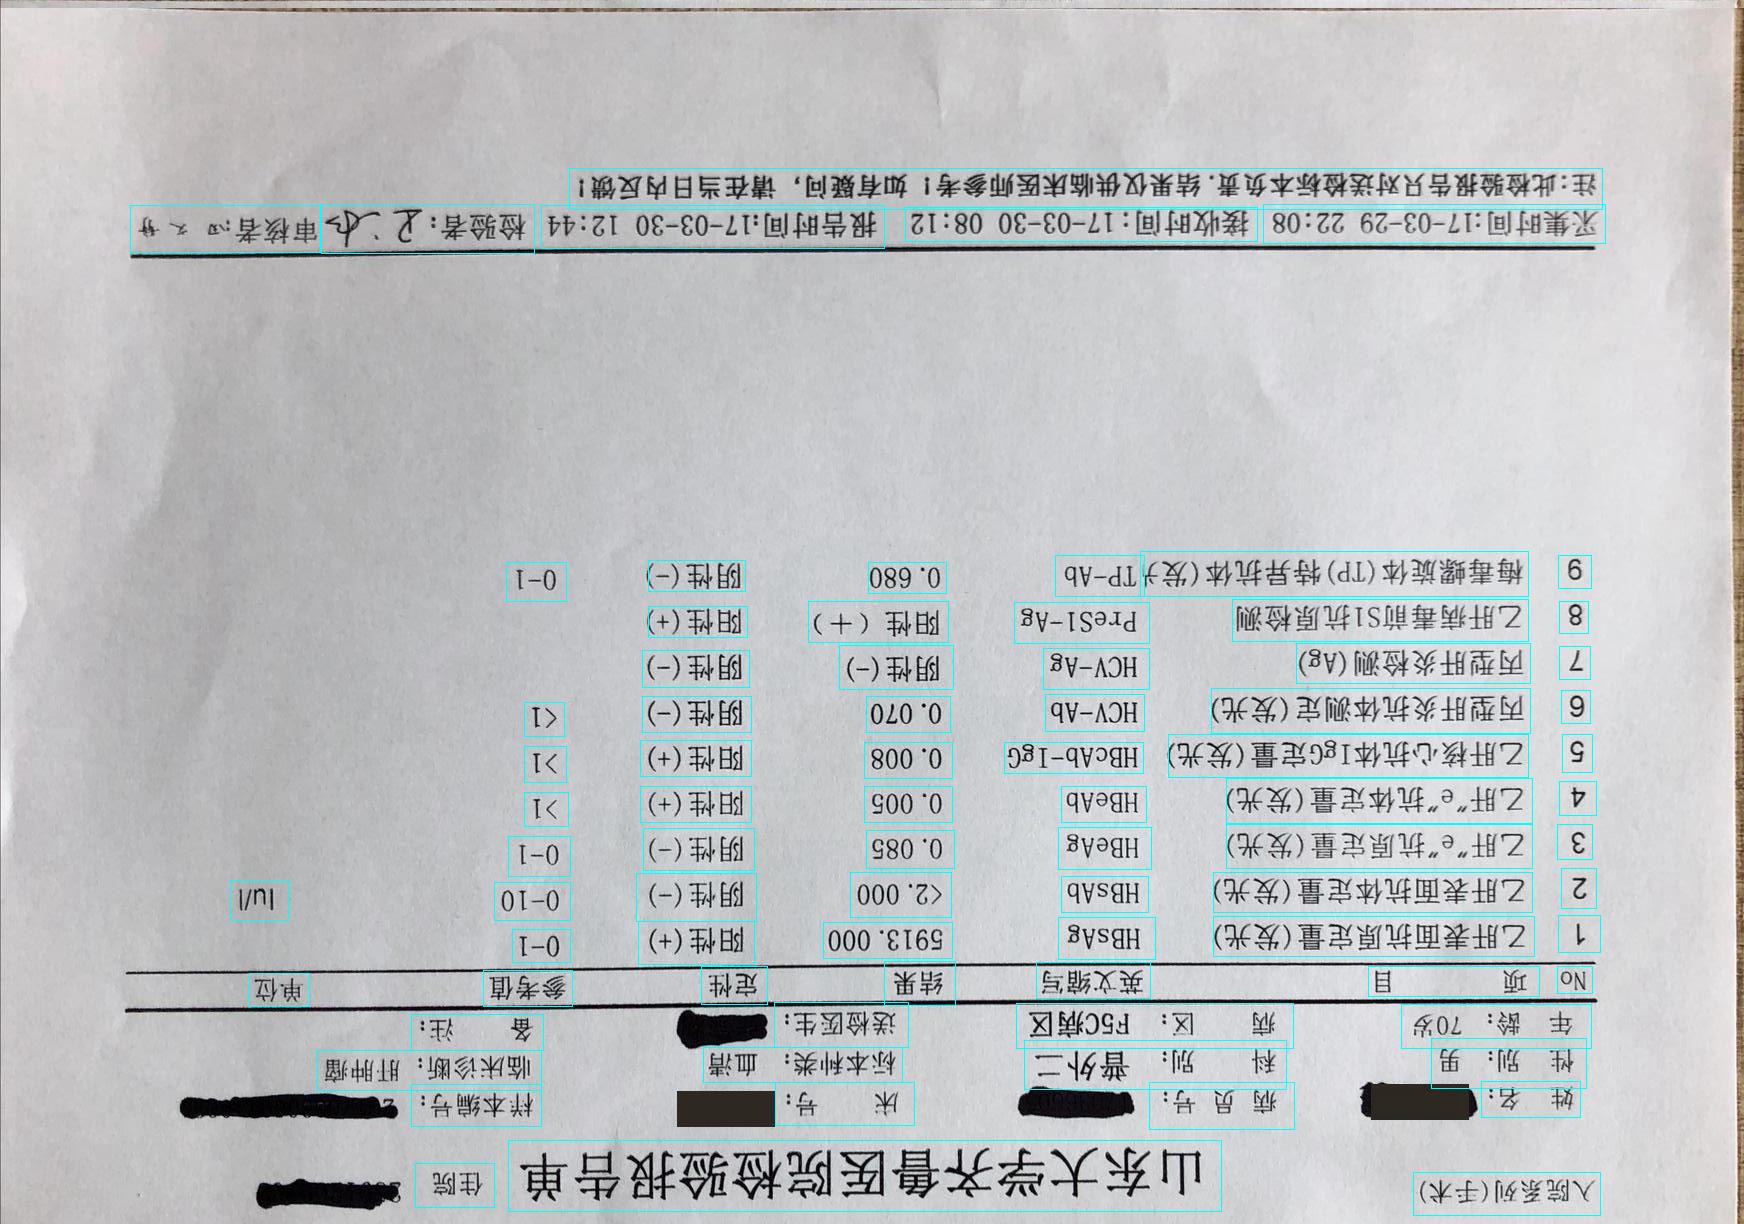 入院系列(手术) 山东大学齐鲁医院检验报告单 住院
姓 名: 病员号: 床 号: 样本编号:
性 别: 男 科 别: 普外二 标本种类: 血清 临床诊断: 肝肿瘤
年 龄: 70岁 病 区: F5C病区 送检医生: 备 注:
No 项 目 英文缩写 结果 定性 参考值 单位
1 乙肝表面抗原定量(发光) HBsAg 5913.000 阳性(+) 0-1
2 乙肝表面抗体定量(发光) HBsAb <2.000 阴性(-) 0-10 Iu/l
3 乙肝"e"抗原定量(发光) HBeAg 0.085 阴性(-) 0-1
4 乙肝"e"抗体定量(发光) HBeAb 0.005 阳性(+) >1
5 乙肝核心抗体IgG定量(发光) HBcAb-IgG 0.008 阳性(+) >1
6 丙型肝炎抗体测定(发光) HCV-Ab 0.070 阴性(-) <1
7 丙型肝炎检测(Ag) HCV-Ag 阴性(-) 阴性(-)
8 乙肝病毒前S1抗原检测 PreS1-Ag 阳性(+) 阳性(+)
9 梅毒螺旋体(TP)特异抗体(发 TP-Ab 0.680 阴性(-) 0-1
采集时间:17-03-29 22:08 接收时间:17-03-30 08:12 报告时间:17-03-30 12:44 检验者: 审核者:
注:此检验报告只对送检标本负责.结果仅供临床医师参考! 如有疑问, 请在当日内反馈!